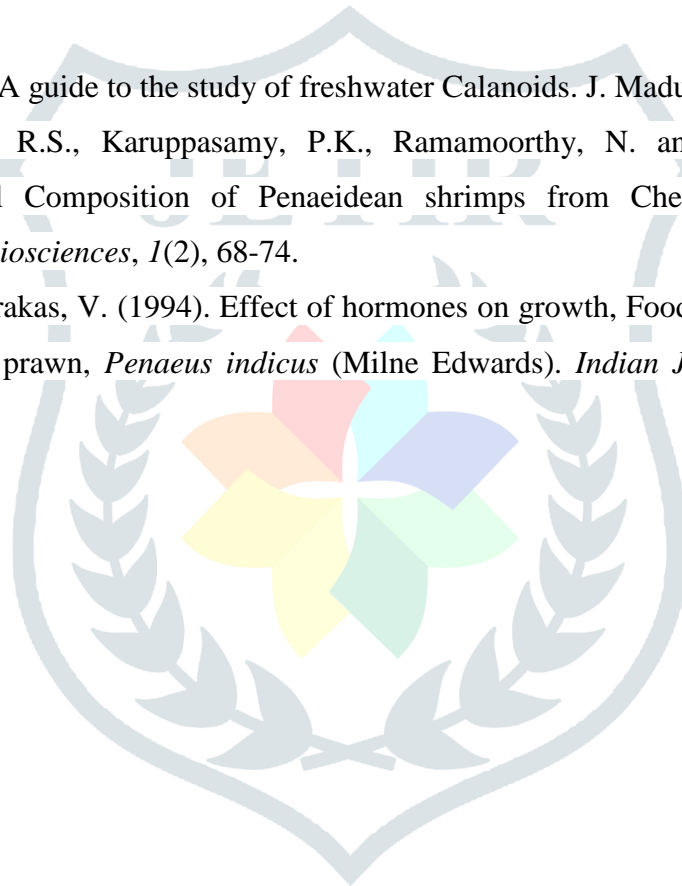 A guide to the study of freshwater Calanoids. J. Madu
R.S., Karuppasamy, P.K., Ramamoorthy, N. an
l Composition of Penaeidean shrimps from Che
iosciences, 1(2), 68-74.
rakas, V. (1994). Effect of hormones on growth, Food
prawn, Penaeus indicus (Milne Edwards). Indian J